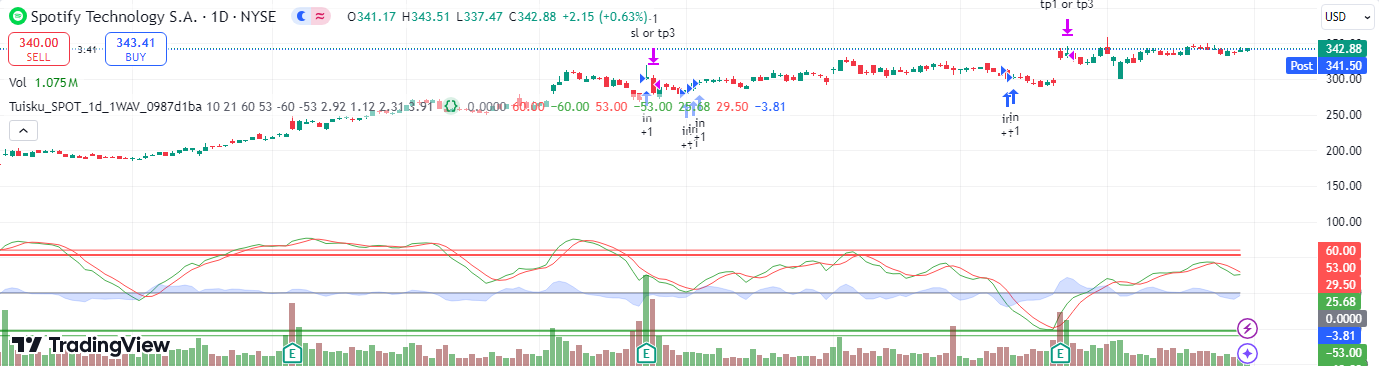 Spotify Technology S.A. · 1D · NYSE O341.17 H343.51 L337.47 C342.88 +2.15 (+0.63%)
-1
sl or tp3
tp1 or tp3
USD
340.00
SELL
3.41
343.41
BUY
342.88
Post 341.50
300.00
Vol 1.075M
Tuisku_SPOT_1d_1WAV_0987d1ba 10 21 60 53 -60 -53 2.92 1.12 2.31 3.91 0.0000 60.00 −60.00 53.00 −53.00 25.68 29.50 −3.81
in
+1
in
+1
in
+1
250.00
200.00
150.00
100.00
60.00
53.00
29.50
25.68
0.0000
−3.81
−53.00
TradingView
E
E
E